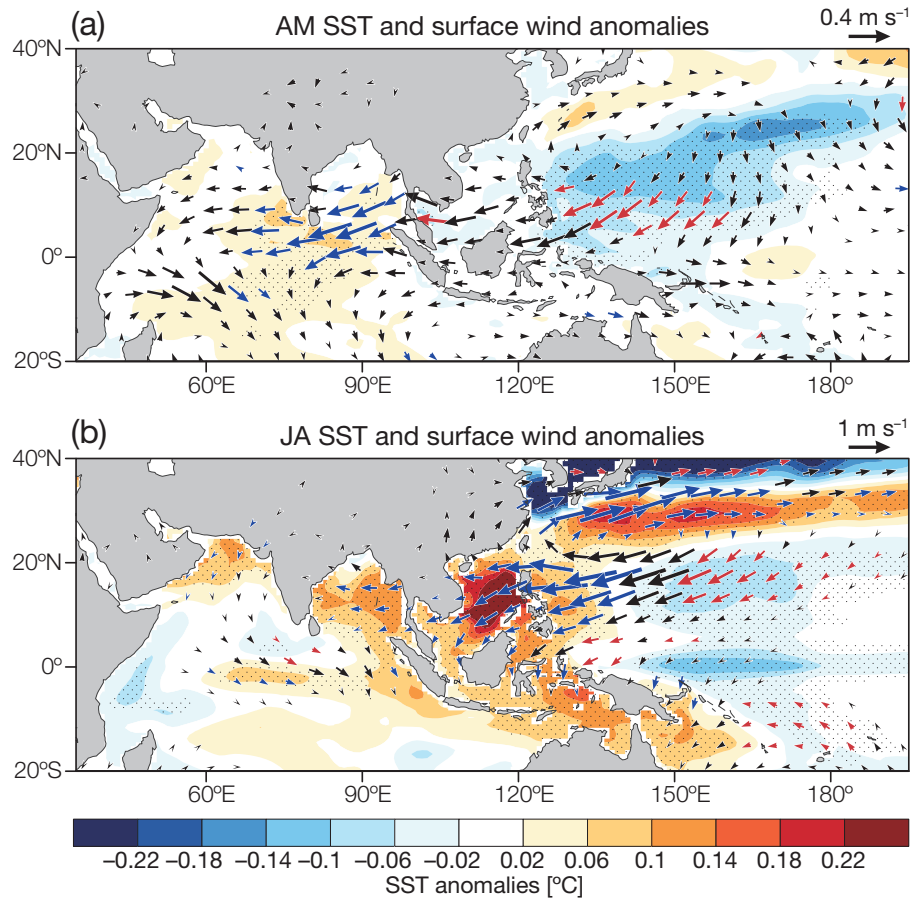 (a) AM SST and surface wind anomalies 0.4 m s⁻¹
40ºN
20ºN
0º
20ºS
60ºE 90ºE 120ºE 150ºE 180º
(b) JA SST and surface wind anomalies 1 m s⁻¹
40ºN
20ºN
0º
20ºS
60ºE 90ºE 120ºE 150ºE 180º
−0.22 −0.18 −0.14 −0.1 −0.06 −0.02 0.02 0.06 0.1 0.14 0.18 0.22
SST anomalies [ºC]